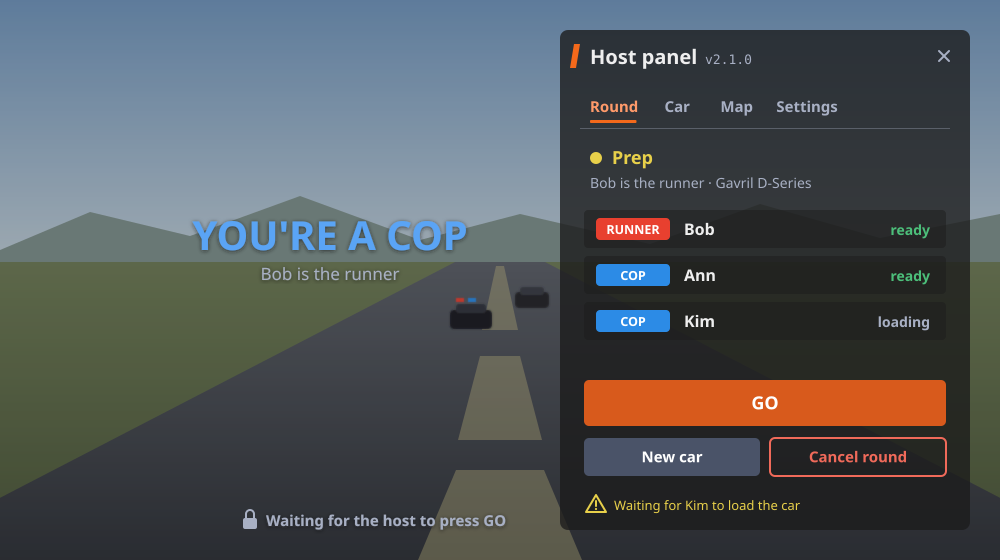 Host panel v2.1.0
Round Car Map Settings
Prep
Bob is the runner · Gavril D-Series
RUNNER Bob ready
COP Ann ready
COP Kim loading
GO
New car Cancel round
Waiting for Kim to load the car
YOU'RE A COP
Bob is the runner
Waiting for the host to press GO